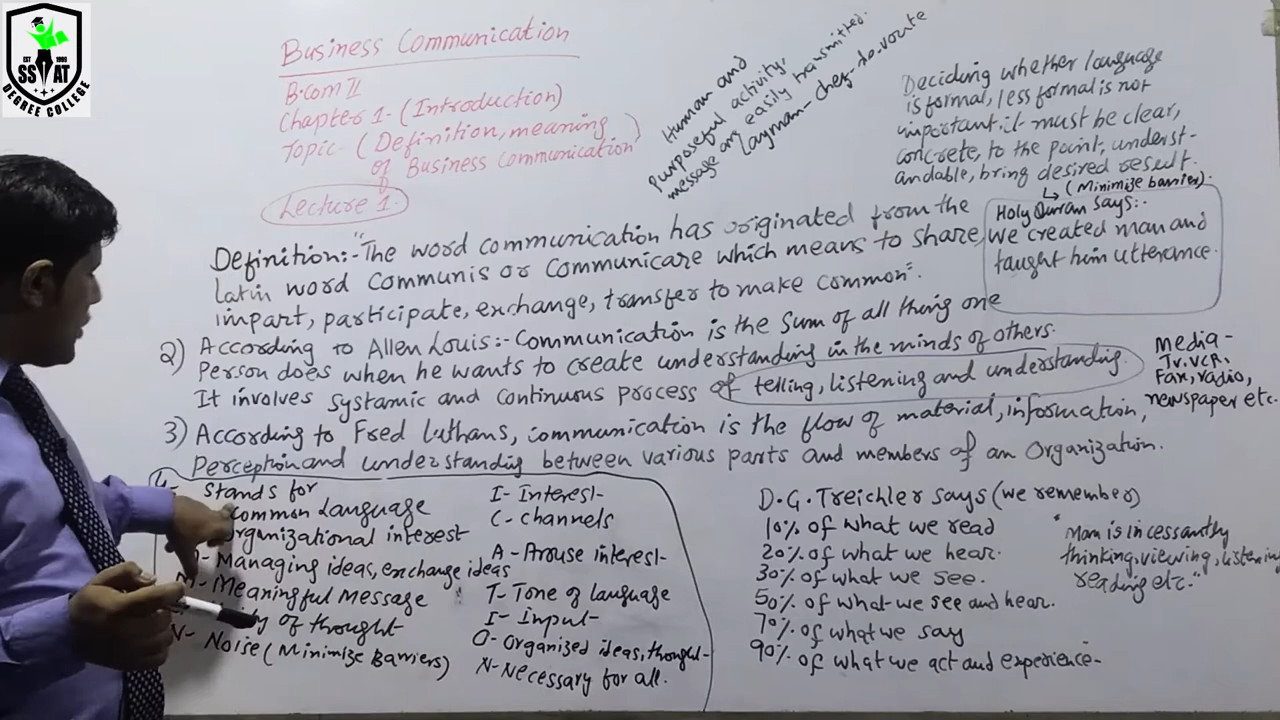 EST 1999
SSAT
DEGREE COLLEGE
Business Communication
B.com II
Chapter 1- (Introduction)
Topic- (Definition, meaning
of Business communication)
Lecture 1.
Human and
Purposeful activity.
message are easily transmitted.
Layman - chey-de-voute
Deciding whether language
is formal, less formal is not
important. it must be clear,
concrete, to the point, underst-
andable, bring desired result.
(Minimize barrier).
Holy Quran says:-
We created man and
taught him utterance.
Definition:- "The word communication has originated from the
latin word communis or communicare which means to share,
impart, participate, exchange, transfer to make common".
2) According to Allen Louis:- Communication is the sum of all thing one
Person does when he wants to create understanding in the minds of others.
It involves systamic and continuous process of telling, listening and understanding.
Media-
Tv. VCR,
Fax, radio,
newspaper etc.
3) According to Fred Luthans, communication is the flow of material, information,
Perception and understanding between various parts and members of an Organization.
Stands for
Common Language
Organizational interest
Managing ideas, exchange ideas
M- Meaningful Message
of thought
N- Noise (Minimize Barriers)
I- Interest-
C- channels
A- Arouse interest-
T- Tone of language
I- Input-
O- Organized ideas, thought-
N- Necessary for all.
D.G. Treichler says (we remember)
10% of what we read
20% of what we hear.
30% of what we see.
50% of what we see and hear.
70% of what we say
90% of what we act and experience-
"Man is incessantly
thinking, viewing, listening
reading etc."